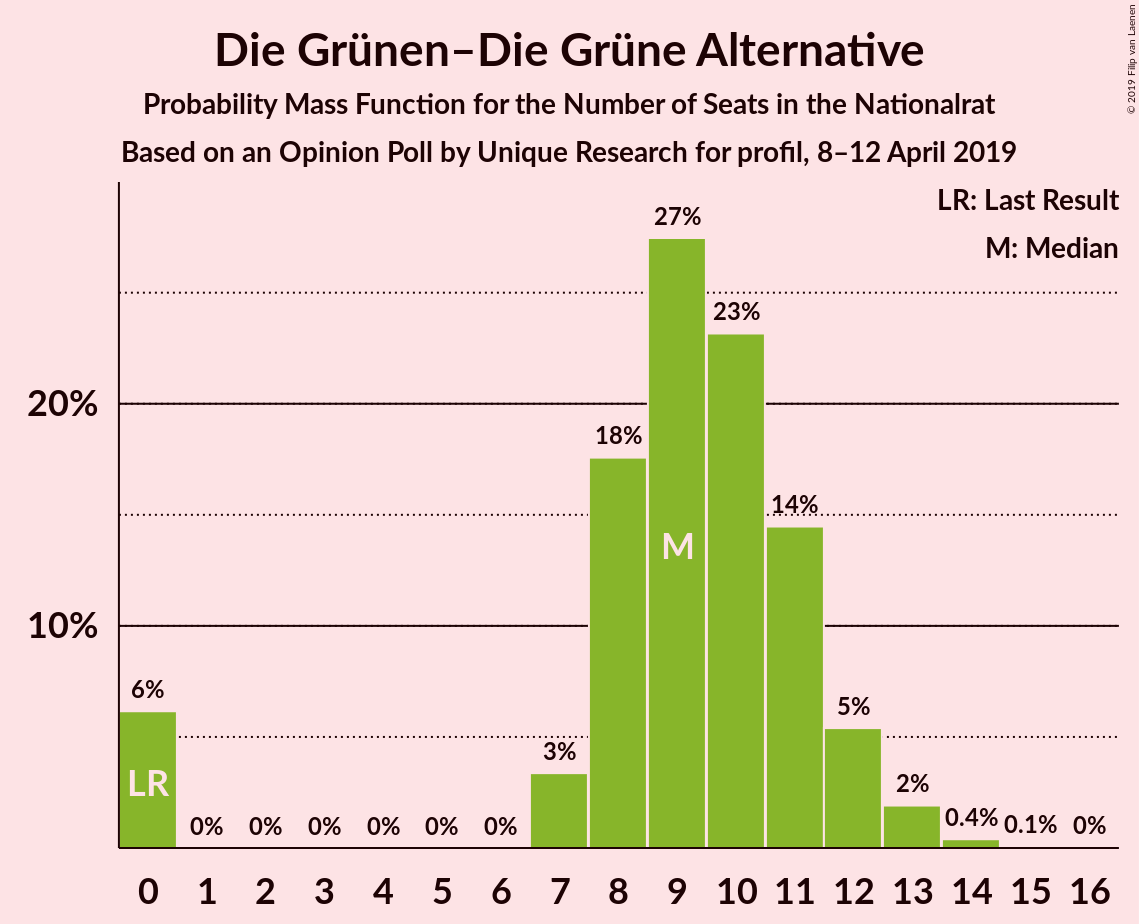 Die Grünen–Die Grüne Alternative
Probability Mass Function for the Number of Seats in the Nationalrat
Based on an Opinion Poll by Unique Research for profil, 8–12 April 2019
© 2019 Filip van Laenen
LR: Last Result
M: Median
27%
23%
20%
18%
14%
M
10%
6%
5%
3%
LR
2%
0% 0% 0% 0% 0% 0% 0.4% 0.1% 0%
0 1 2 3 4 5 6 7 8 9 10 11 12 13 14 15 16